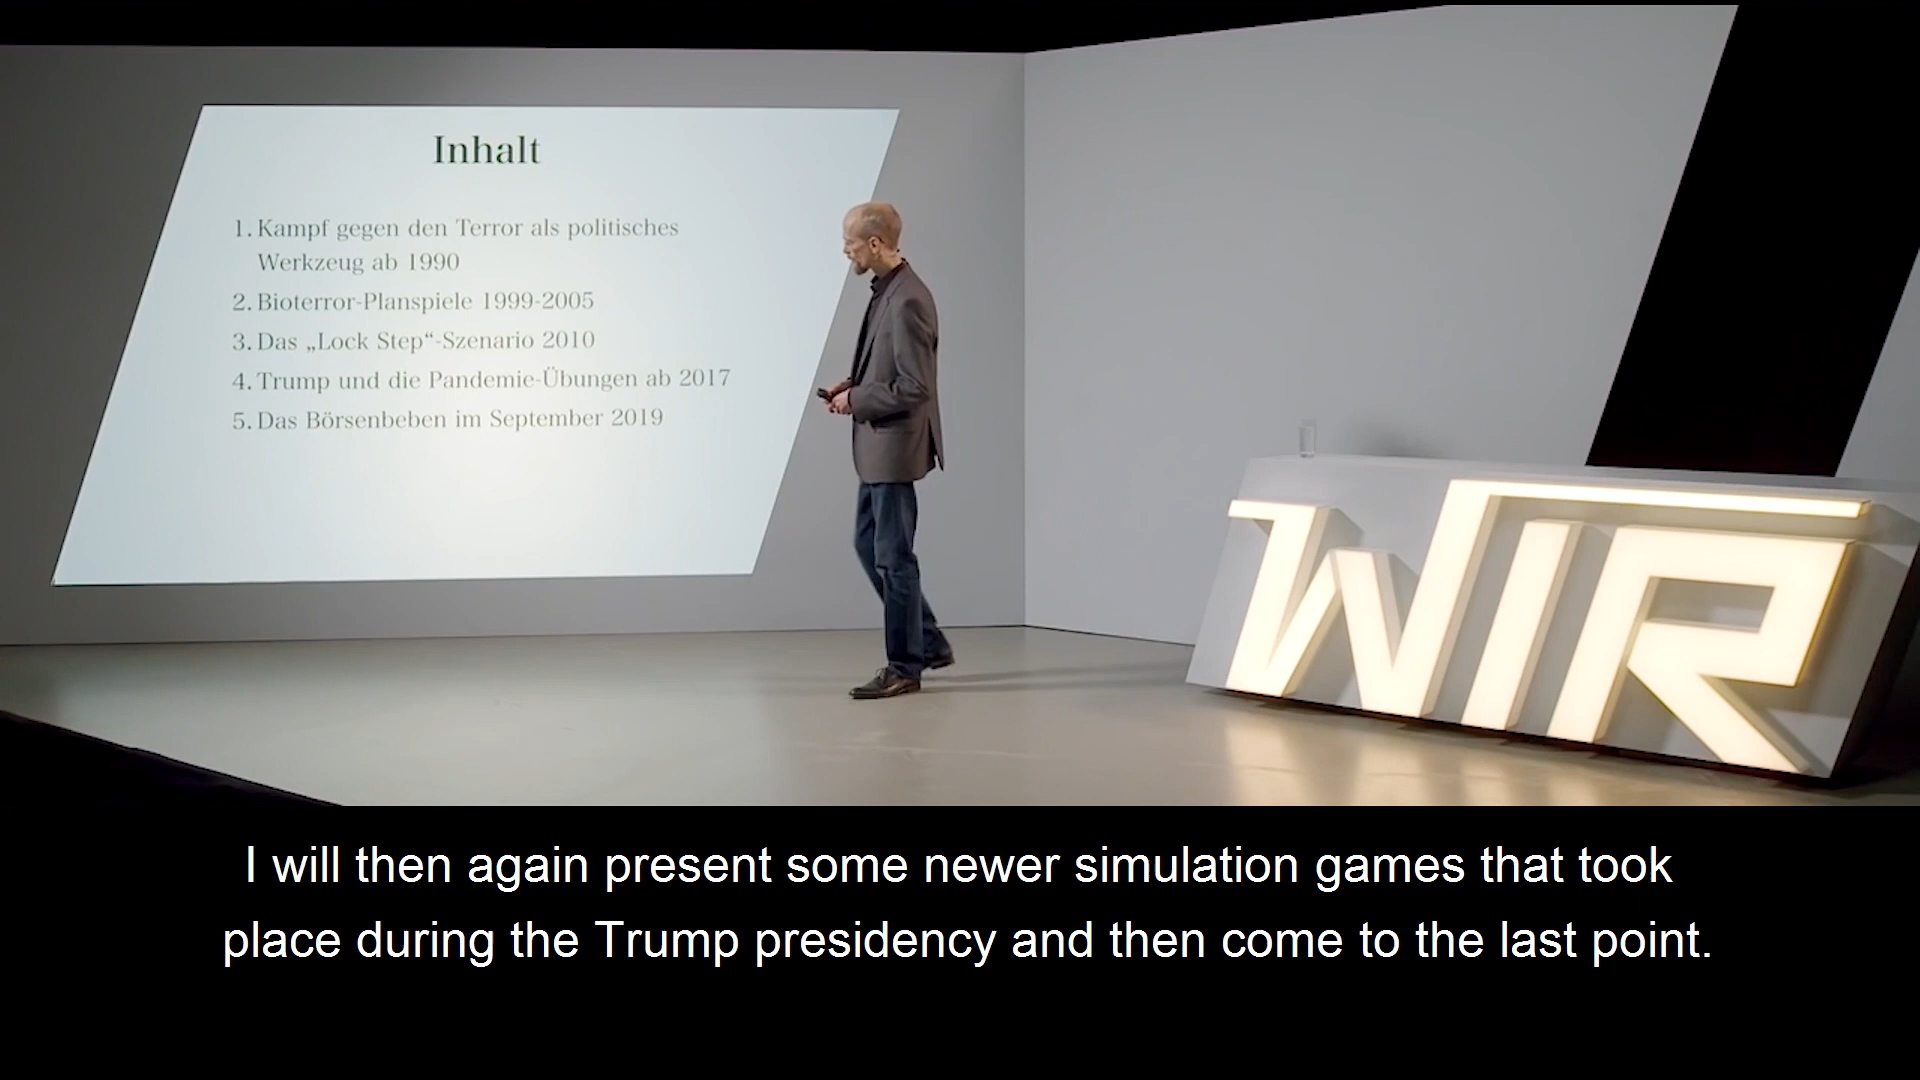 Inhalt
1. Kampf gegen den Terror als politisches
Werkzeug ab 1990
2. Bioterror-Planspiele 1999-2005
3. Das „Lock Step“-Szenario 2010
4. Trump und die Pandemie-Übungen ab 2017
5. Das Börsenbeben im September 2019
WIR
I will then again present some newer simulation games that took
place during the Trump presidency and then come to the last point.